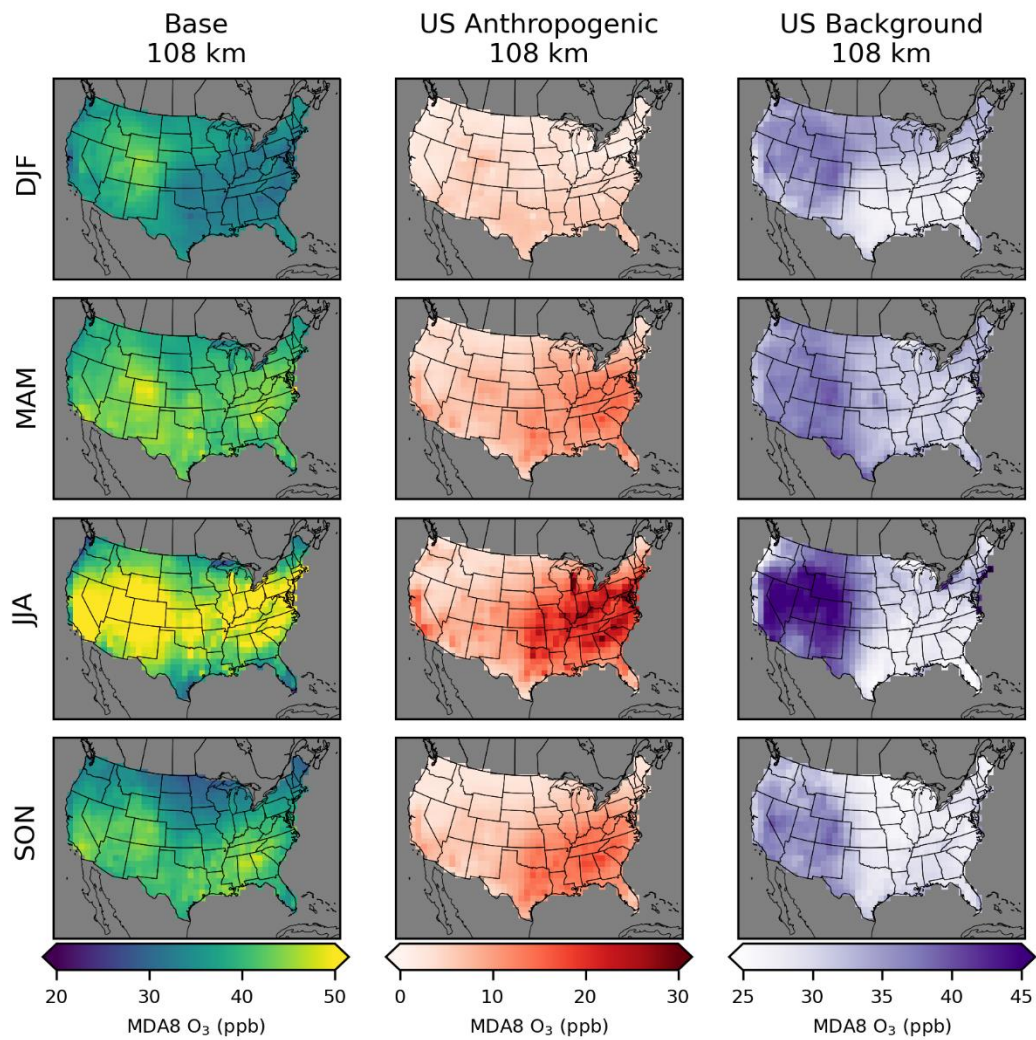 Base
108 km
US Anthropogenic
108 km
US Background
108 km
DJF
MAM
JJA
SON
20 30 40 50
MDA8 O₃ (ppb)
0 10 20 30
MDA8 O₃ (ppb)
25 30 35 40 45
MDA8 O₃ (ppb)